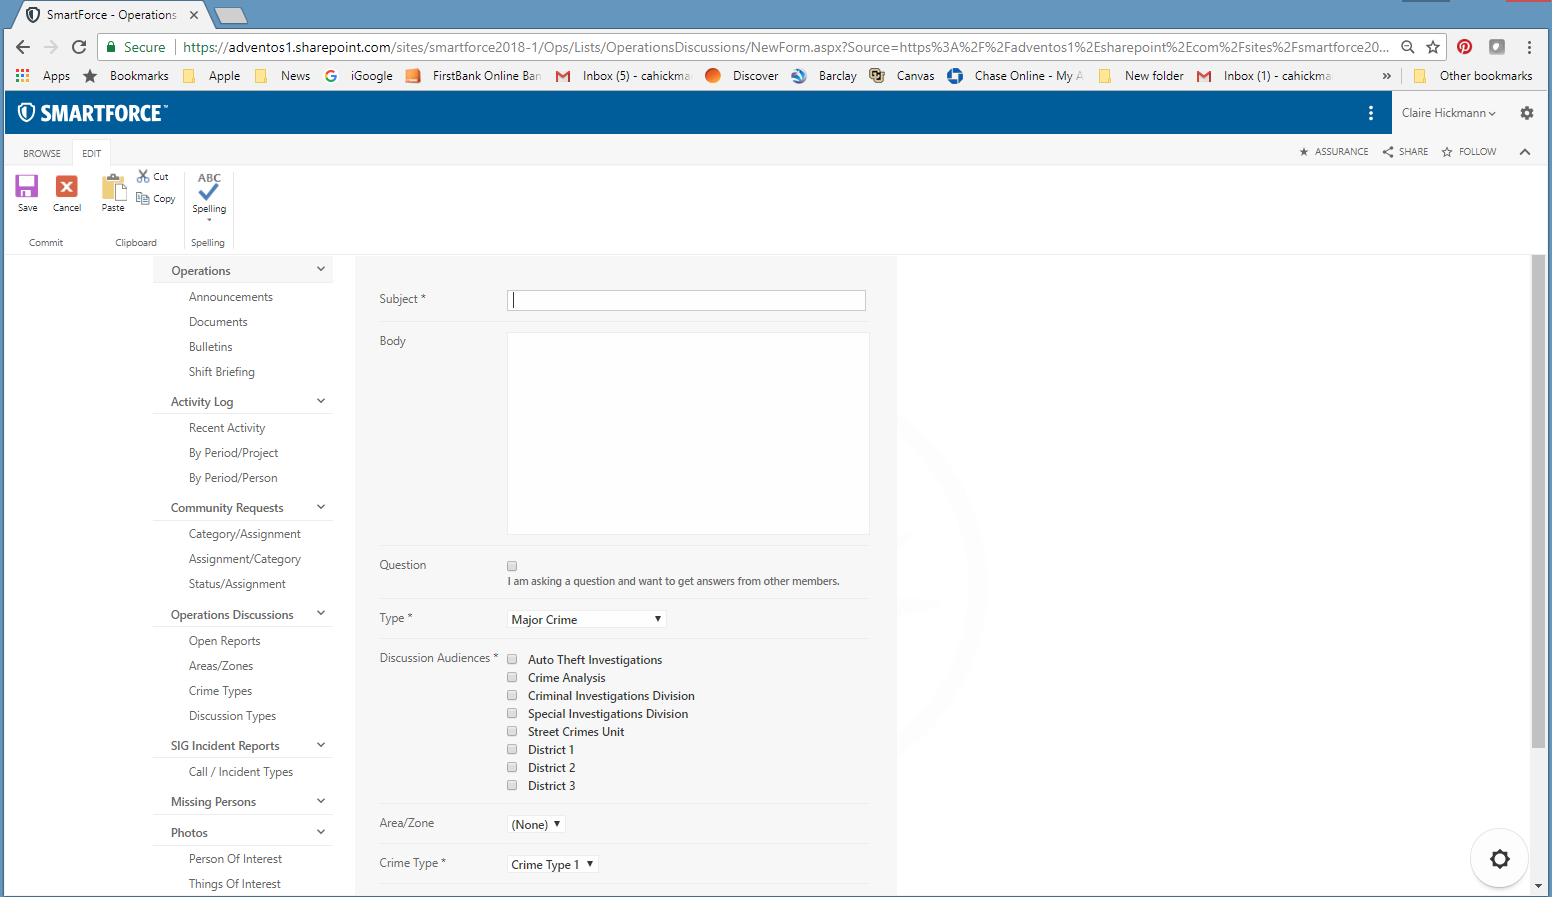 SmartForce - Operations
Secure
https://adventos1.sharepoint.com/sites/smartforce2018-1/Ops/Lists/OperationsDiscussions/NewForm.aspx?Source=https%3A%2F%2Fadventos1%2Esharepoint%2Ecom%2Fsites%2Fsmartforce20...
Apps Bookmarks Apple News iGoogle FirstBank Online Ban Inbox (5) - cahickma Discover Barclay Canvas Chase Online - My A New folder Inbox (1) - cahickma » Other bookmarks
SMARTFORCE™
Claire Hickmann
BROWSE EDIT
ASSURANCE SHARE FOLLOW
Save Cancel Paste Cut Copy
ABC
Spelling
Commit Clipboard Spelling
Operations
Announcements
Documents
Bulletins
Shift Briefing
Activity Log
Recent Activity
By Period/Project
By Period/Person
Community Requests
Category/Assignment
Assignment/Category
Status/Assignment
Operations Discussions
Open Reports
Areas/Zones
Crime Types
Discussion Types
SIG Incident Reports
Call / Incident Types
Missing Persons
Photos
Person Of Interest
Things Of Interest
Subject *
Body
Question
I am asking a question and want to get answers from other members.
Type *
Major Crime
Discussion Audiences *
Auto Theft Investigations
Crime Analysis
Criminal Investigations Division
Special Investigations Division
Street Crimes Unit
District 1
District 2
District 3
Area/Zone
(None)
Crime Type *
Crime Type 1